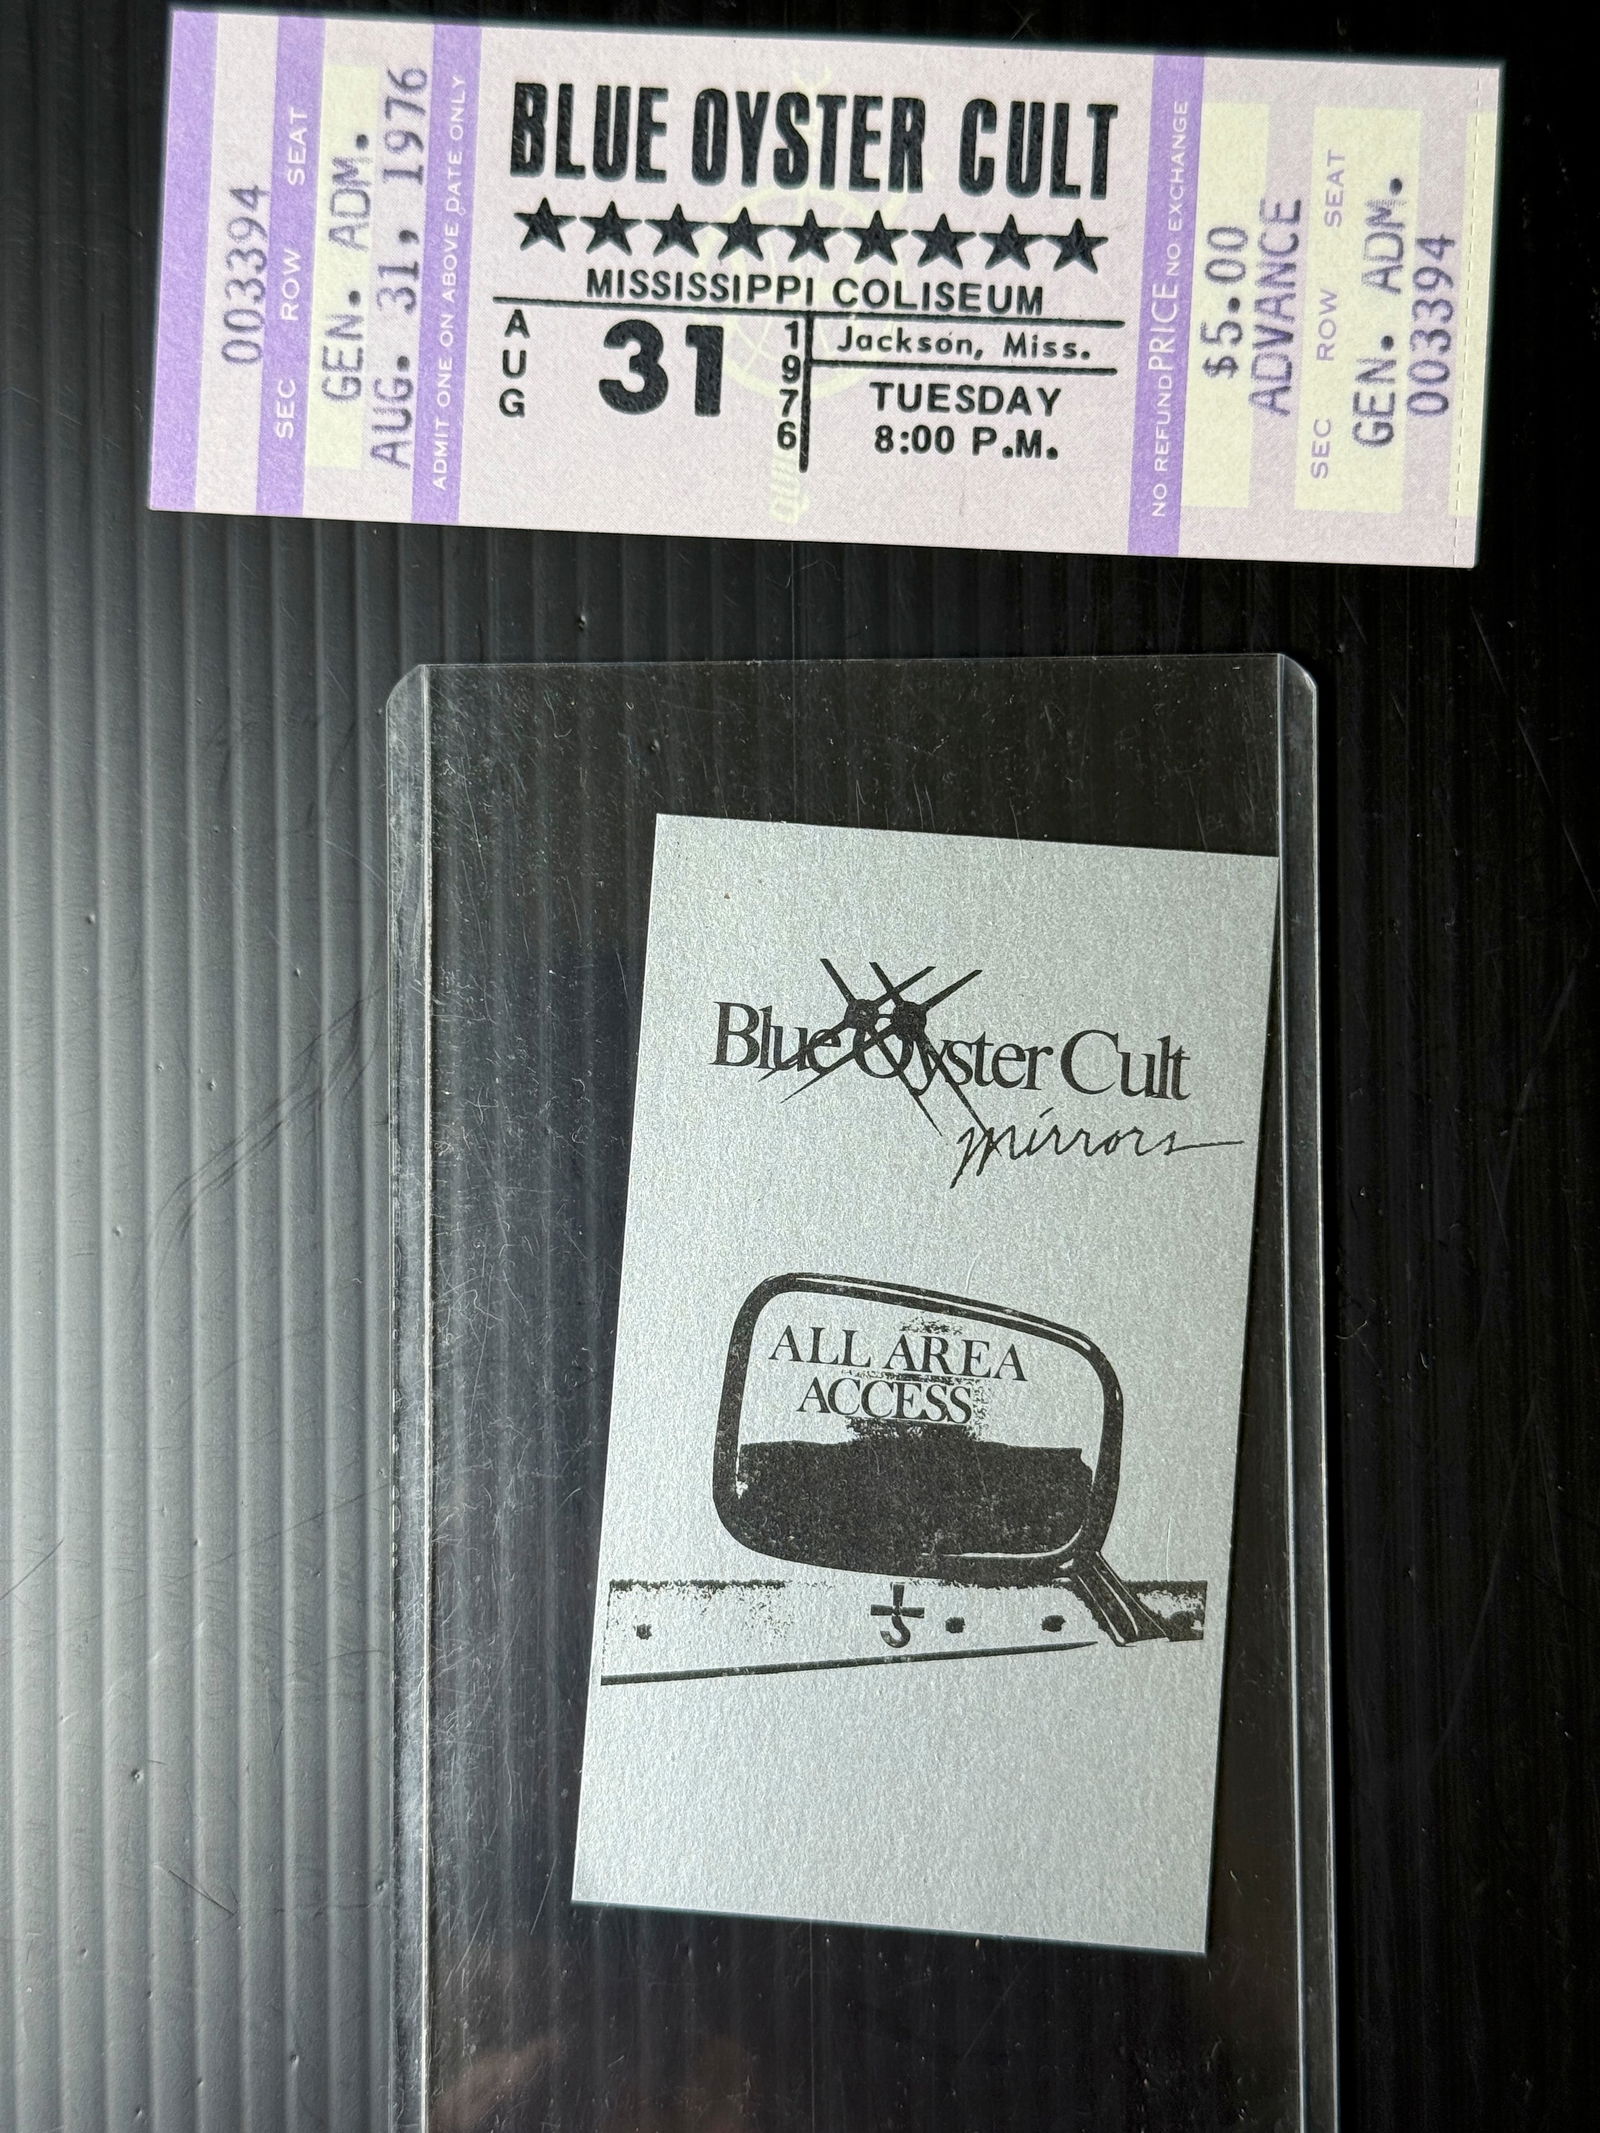 003394
SEC ROW SEAT
GEN. ADM.
AUG. 31, 1976
ADMIT ONE ON ABOVE DATE ONLY
BLUE OYSTER CULT
MISSISSIPPI COLISEUM
AUG
31
1976
Jackson, Miss.
TUESDAY
8:00 P.M.
NO REFUND PRICE NO EXCHANGE
$5.00
ADVANCE
SEC ROW SEAT
GEN. ADM.
003394
Blue Oyster Cult
mirrors
ALL AREA
ACCESS